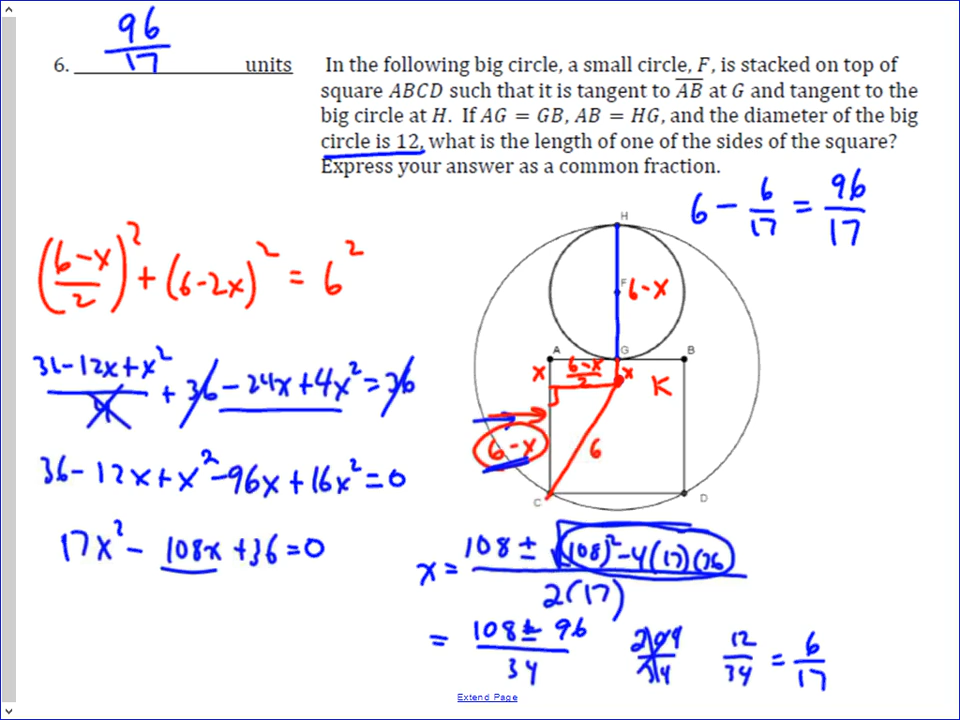 96/17
6. ____________ units
In the following big circle, a small circle, F, is stacked on top of
square ABCD such that it is tangent to AB at G and tangent to the
big circle at H. If AG = GB, AB = HG, and the diameter of the big
circle is 12, what is the length of one of the sides of the square?
Express your answer as a common fraction.
6 - 6/17 = 96/17
((6-x)/2)² + (6-2x)² = 6²
(36-12x+x²)/4 + 36 - 24x + 4x² = 36
36 - 12x + x² - 96x + 16x² = 0
17x² - 108x + 36 = 0
H
F 6-x
A G B
x (6-x)/2 x K
6-x 6
C D
x = (108 ± √((108)² - 4(17)(36)))/(2(17))
= (108 ± 96)/34 204/34 12/34 = 6/17
Extend Page